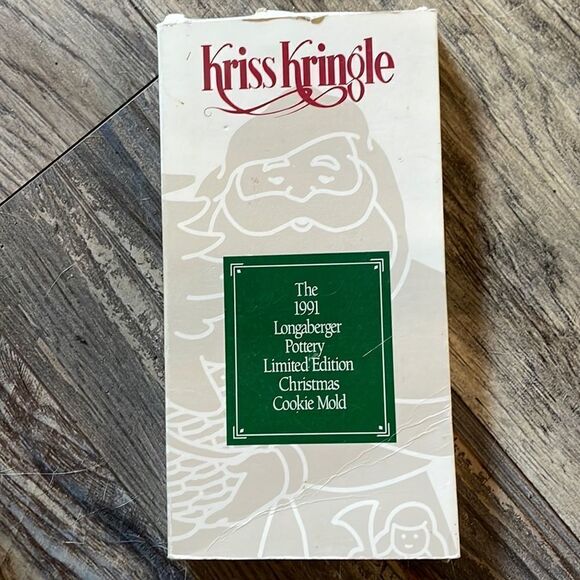 Kriss Kringle
The
1991
Longaberger
Pottery
Limited Edition
Christmas
Cookie Mold